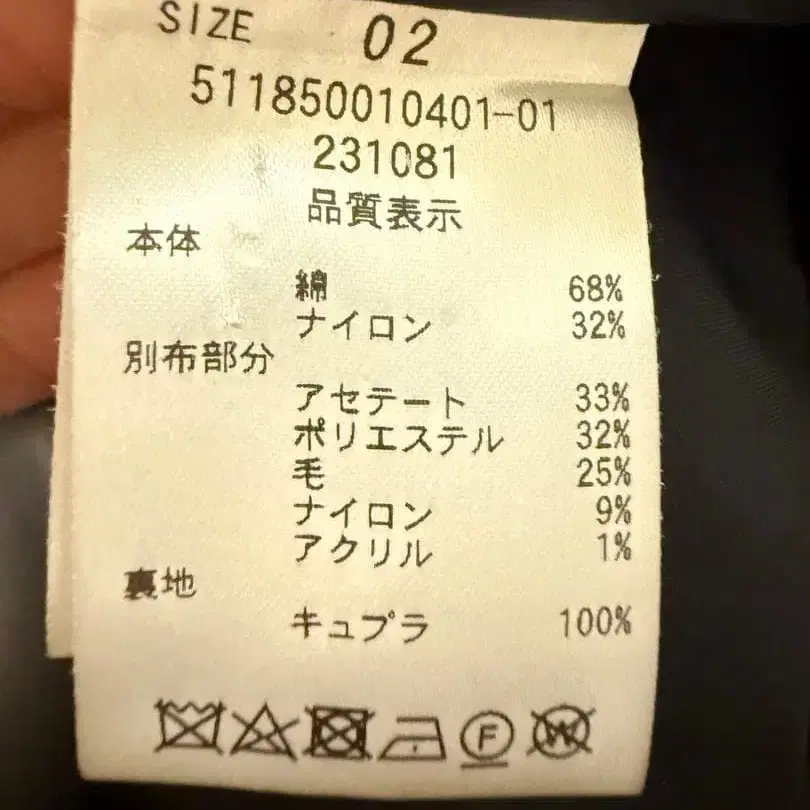 SIZE 02
511850010401-01
231081
品質表示
本体
綿 68%
ナイロン 32%
別布部分
アセテート 33%
ポリエステル 32%
毛 25%
ナイロン 9%
アクリル 1%
裏地
キュプラ 100%
F W